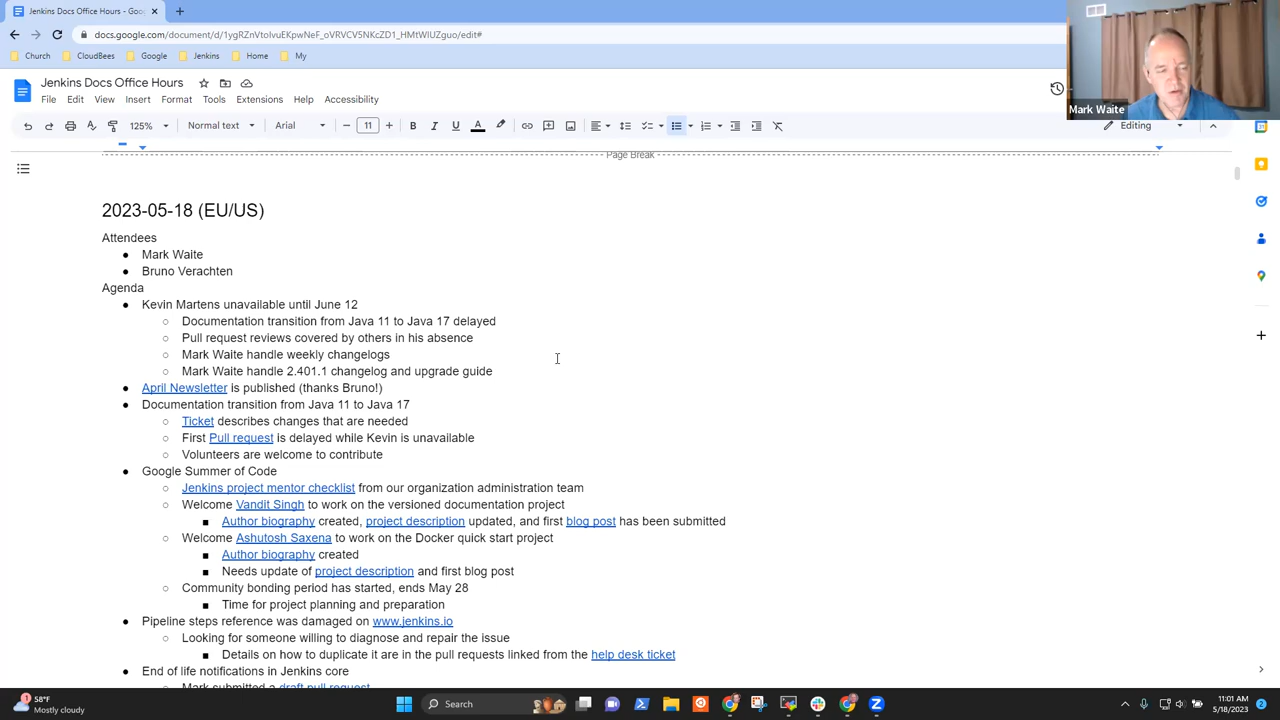 Jenkins Docs Office Hours - Goo
docs.google.com/document/d/1ygRZnVtolvuEKpwNeF_oVRVCV5NKcZD1_HMtWlUZguo/edit#
Church CloudBees Google Jenkins Home My
Jenkins Docs Office Hours
File Edit View Insert Format Tools Extensions Help Accessibility
Mark Waite
125% Normal text Arial 11 Editing
Page Break
2023-05-18 (EU/US)
Attendees
● Mark Waite
● Bruno Verachten
Agenda
● Kevin Martens unavailable until June 12
○ Documentation transition from Java 11 to Java 17 delayed
○ Pull request reviews covered by others in his absence
○ Mark Waite handle weekly changelogs
○ Mark Waite handle 2.401.1 changelog and upgrade guide
● April Newsletter is published (thanks Bruno!)
● Documentation transition from Java 11 to Java 17
○ Ticket describes changes that are needed
○ First Pull request is delayed while Kevin is unavailable
○ Volunteers are welcome to contribute
● Google Summer of Code
○ Jenkins project mentor checklist from our organization administration team
○ Welcome Vandit Singh to work on the versioned documentation project
■ Author biography created, project description updated, and first blog post has been submitted
○ Welcome Ashutosh Saxena to work on the Docker quick start project
■ Author biography created
■ Needs update of project description and first blog post
○ Community bonding period has started, ends May 28
■ Time for project planning and preparation
● Pipeline steps reference was damaged on www.jenkins.io
○ Looking for someone willing to diagnose and repair the issue
■ Details on how to duplicate it are in the pull requests linked from the help desk ticket
● End of life notifications in Jenkins core
○ Mark submitted a draft pull request
58°F
Mostly cloudy
Search
11:01 AM
5/18/2023